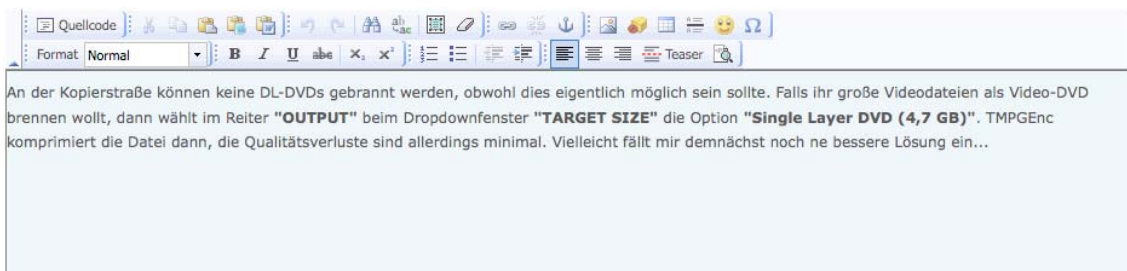 Quellcode
Format Normal B I U abc X₂ X² Teaser
An der Kopierstraße können keine DL-DVDs gebrannt werden, obwohl dies eigentlich möglich sein sollte. Falls ihr große Videodateien als Video-DVD
brennen wollt, dann wählt im Reiter "OUTPUT" beim Dropdownfenster "TARGET SIZE" die Option "Single Layer DVD (4,7 GB)". TMPGEnc
komprimiert die Datei dann, die Qualitätsverluste sind allerdings minimal. Vielleicht fällt mir demnächst noch ne bessere Lösung ein...